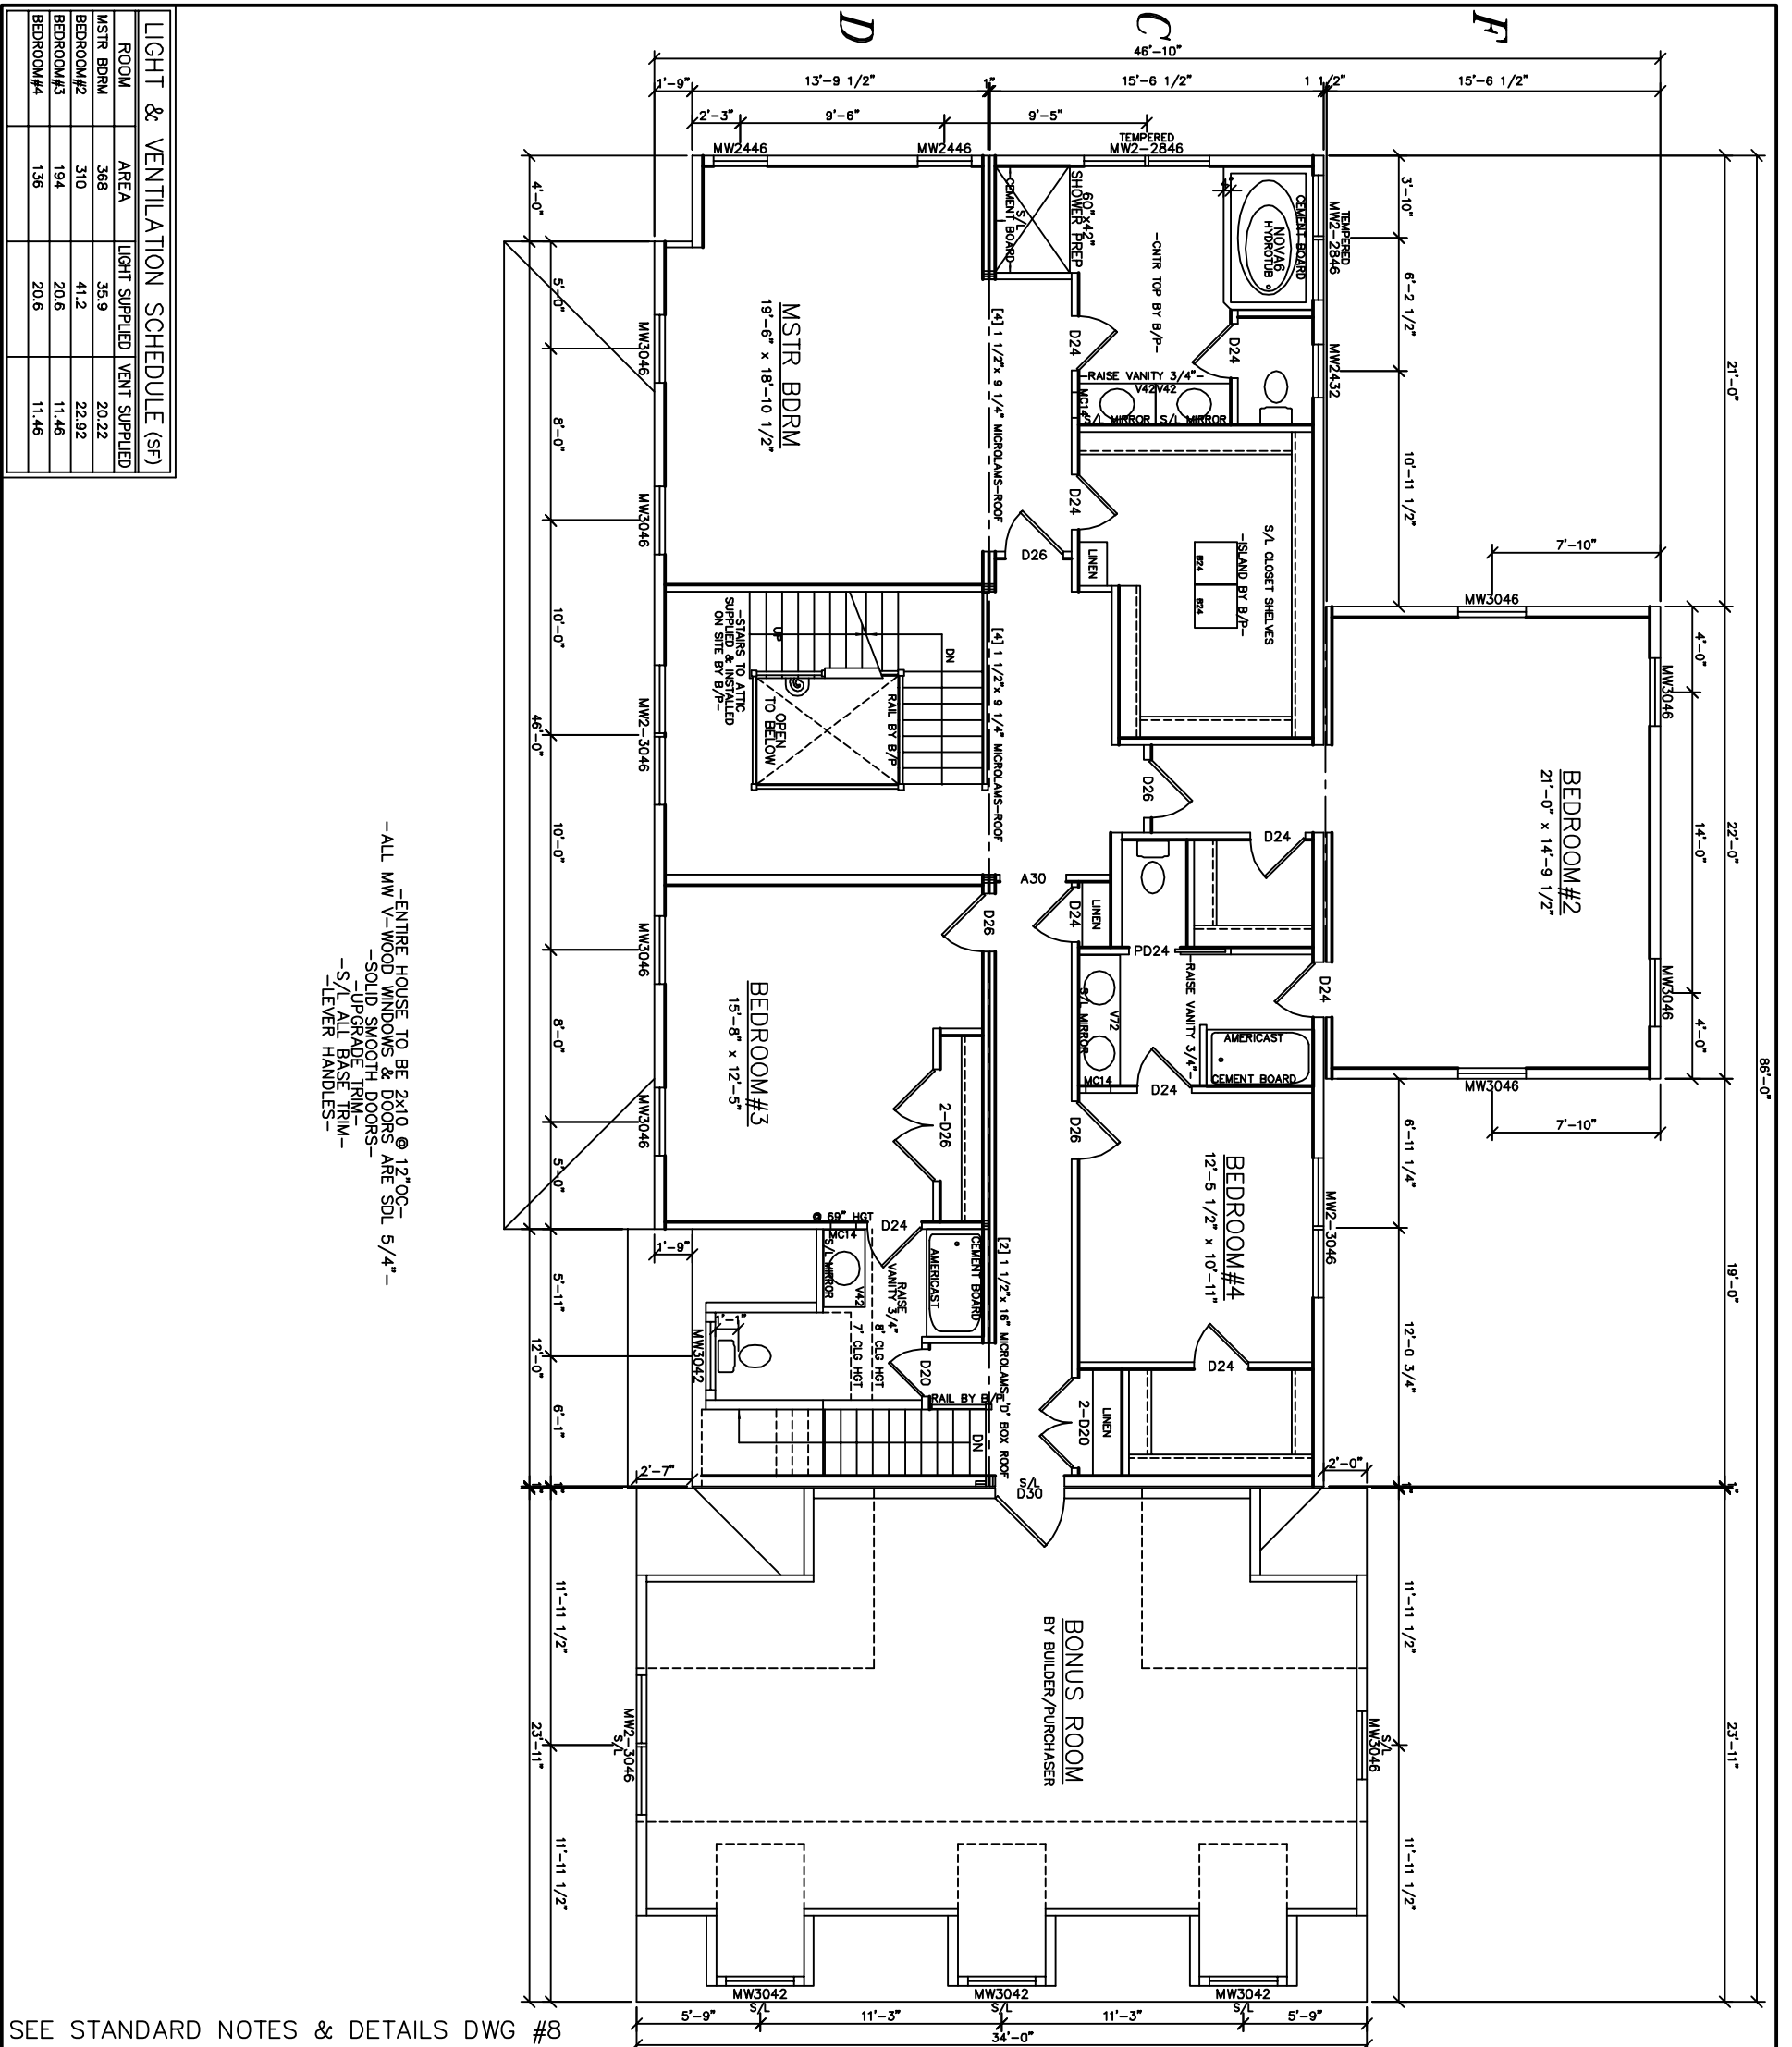 F
C
D
46'-10"
1'-9"
13'-9 1/2"
1"
15'-6 1/2"
1 1/2"
15'-6 1/2"
2'-3"
9'-6"
9'-5"
MW2446
MW2446
TEMPERED
MW2-2846
86'-0"
21'-0"
22'-0"
19'-0"
1"
23'-11"
3'-10"
6'-2 1/2"
10'-11 1/2"
7'-10"
4'-0"
14'-0"
4'-0"
7'-10"
6'-11 1/4"
12'-0 3/4"
1"
11'-11 1/2"
11'-11 1/2"
2'-0"
TEMPERED
MW2-2846
MW2432
MW3046
MW3046
MW3046
MW3046
MW2-3046
S/L
MW3046
BEDROOM #2
21'-0" x 14'-9 1/2"
CEMENT BOARD
NOVA6
HYDROTUB
60"x42"
SHOWER PREP
S/L
CEMENT BOARD
-CNTR TOP BY B/P-
D24
D24
-RAISE VANITY 3/4"-
V42
V42
MC14
S/L MIRROR
S/L MIRROR
D24
S/L CLOSET SHELVES
-ISLAND BY B/P-
B24
B24
LINEN
D26
D26
D24
D24
LINEN
D24
PD24
-RAISE VANITY 3/4"-
V72
S/L MIRROR
MC14
AMERICAST
CEMENT BOARD
D24
D24
D26
BEDROOM #4
12'-5 1/2" x 10'-11"
D24
LINEN
2-D20
S/L
D30
[4] 1 1/2"x 9 1/4" MICROLAMS-ROOF
[4] 1 1/2"x 9 1/4" MICROLAMS-ROOF
[2] 1 1/2"x 16" MICROLAMS 'D' BOX ROOF
A30
D26
MSTR BDRM
19'-6" x 18'-10 1/2"
DN
UP
RAIL BY B/P
OPEN
TO BELOW
-STAIRS TO ATTIC
SUPPLIED & INSTALLED
ON SITE BY B/P-
BEDROOM #3
15'-8" x 12'-5"
2-D26
D24
@ 69" HGT
MC14
S/L MIRROR
V42
RAISE
VANITY 3/4"
CEMENT BOARD
AMERICAST
8' CLG HGT
7' CLG HGT
D20
RAIL BY B/P
DN
1'-1"
MW3042
BONUS ROOM
BY BUILDER/PURCHASER
MW3046
MW3046
MW2-3046
MW3046
MW3046
MW2-3046
S/L
1'-9"
2'-7"
4'-0"
5'-0"
8'-0"
10'-0"
10'-0"
8'-0"
5'-0"
5'-11"
6'-1"
1"
11'-11 1/2"
11'-11 1/2"
46'-0"
12'-0"
1"
23'-11"
MW3042
S/L
MW3042
S/L
MW3042
S/L
5'-9"
11'-3"
11'-3"
5'-9"
34'-0"
-ENTIRE HOUSE TO BE 2x10 @ 12"OC-
-ALL MW V-WOOD WINDOWS & DOORS ARE SDL 5/4"-
-SOLID SMOOTH DOORS-
-UPGRADE TRIM-
-S/L ALL BASE TRIM-
-LEVER HANDLES-
LIGHT & VENTILATION SCHEDULE (SF)
ROOM AREA LIGHT SUPPLIED VENT SUPPLIED
MSTR BDRM 368 35.9 20.22
BEDROOM#2 310 41.2 22.92
BEDROOM#3 194 20.6 11.46
BEDROOM#4 136 20.6 11.46
SEE STANDARD NOTES & DETAILS DWG #8